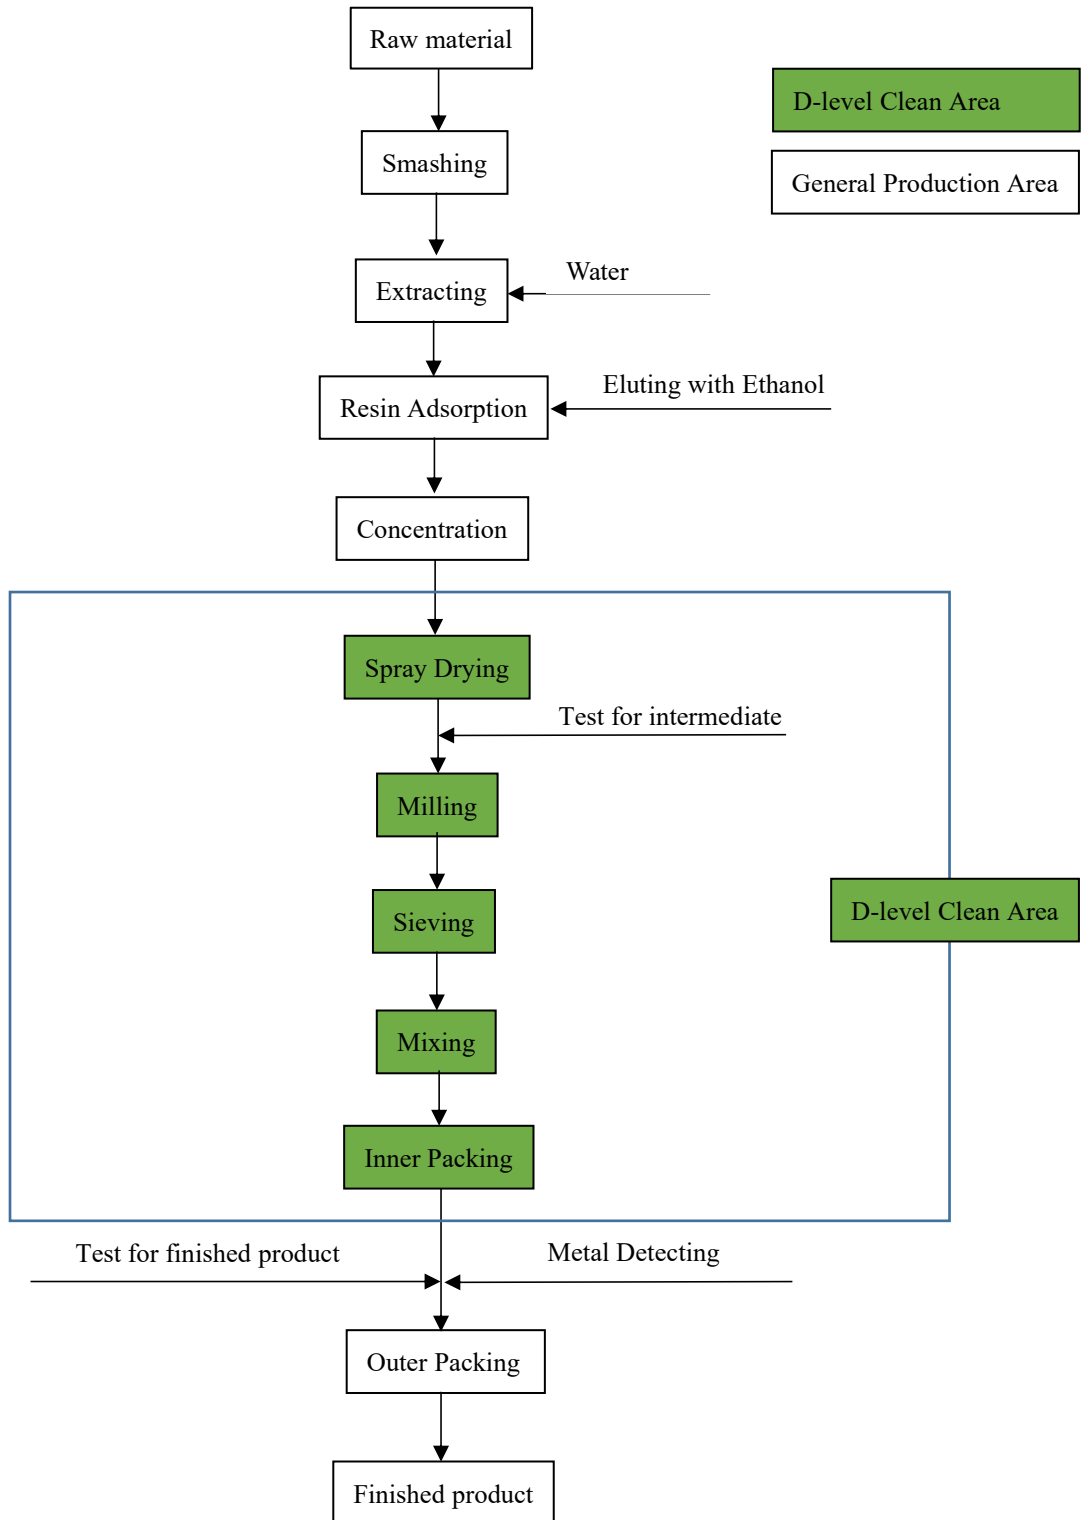 Raw material
D-level Clean Area
Smashing
General Production Area
Water
Extracting
Eluting with Ethanol
Resin Adsorption
Concentration
Spray Drying
Test for intermediate
Milling
Sieving
D-level Clean Area
Mixing
Inner Packing
Test for finished product
Metal Detecting
Outer Packing
Finished product